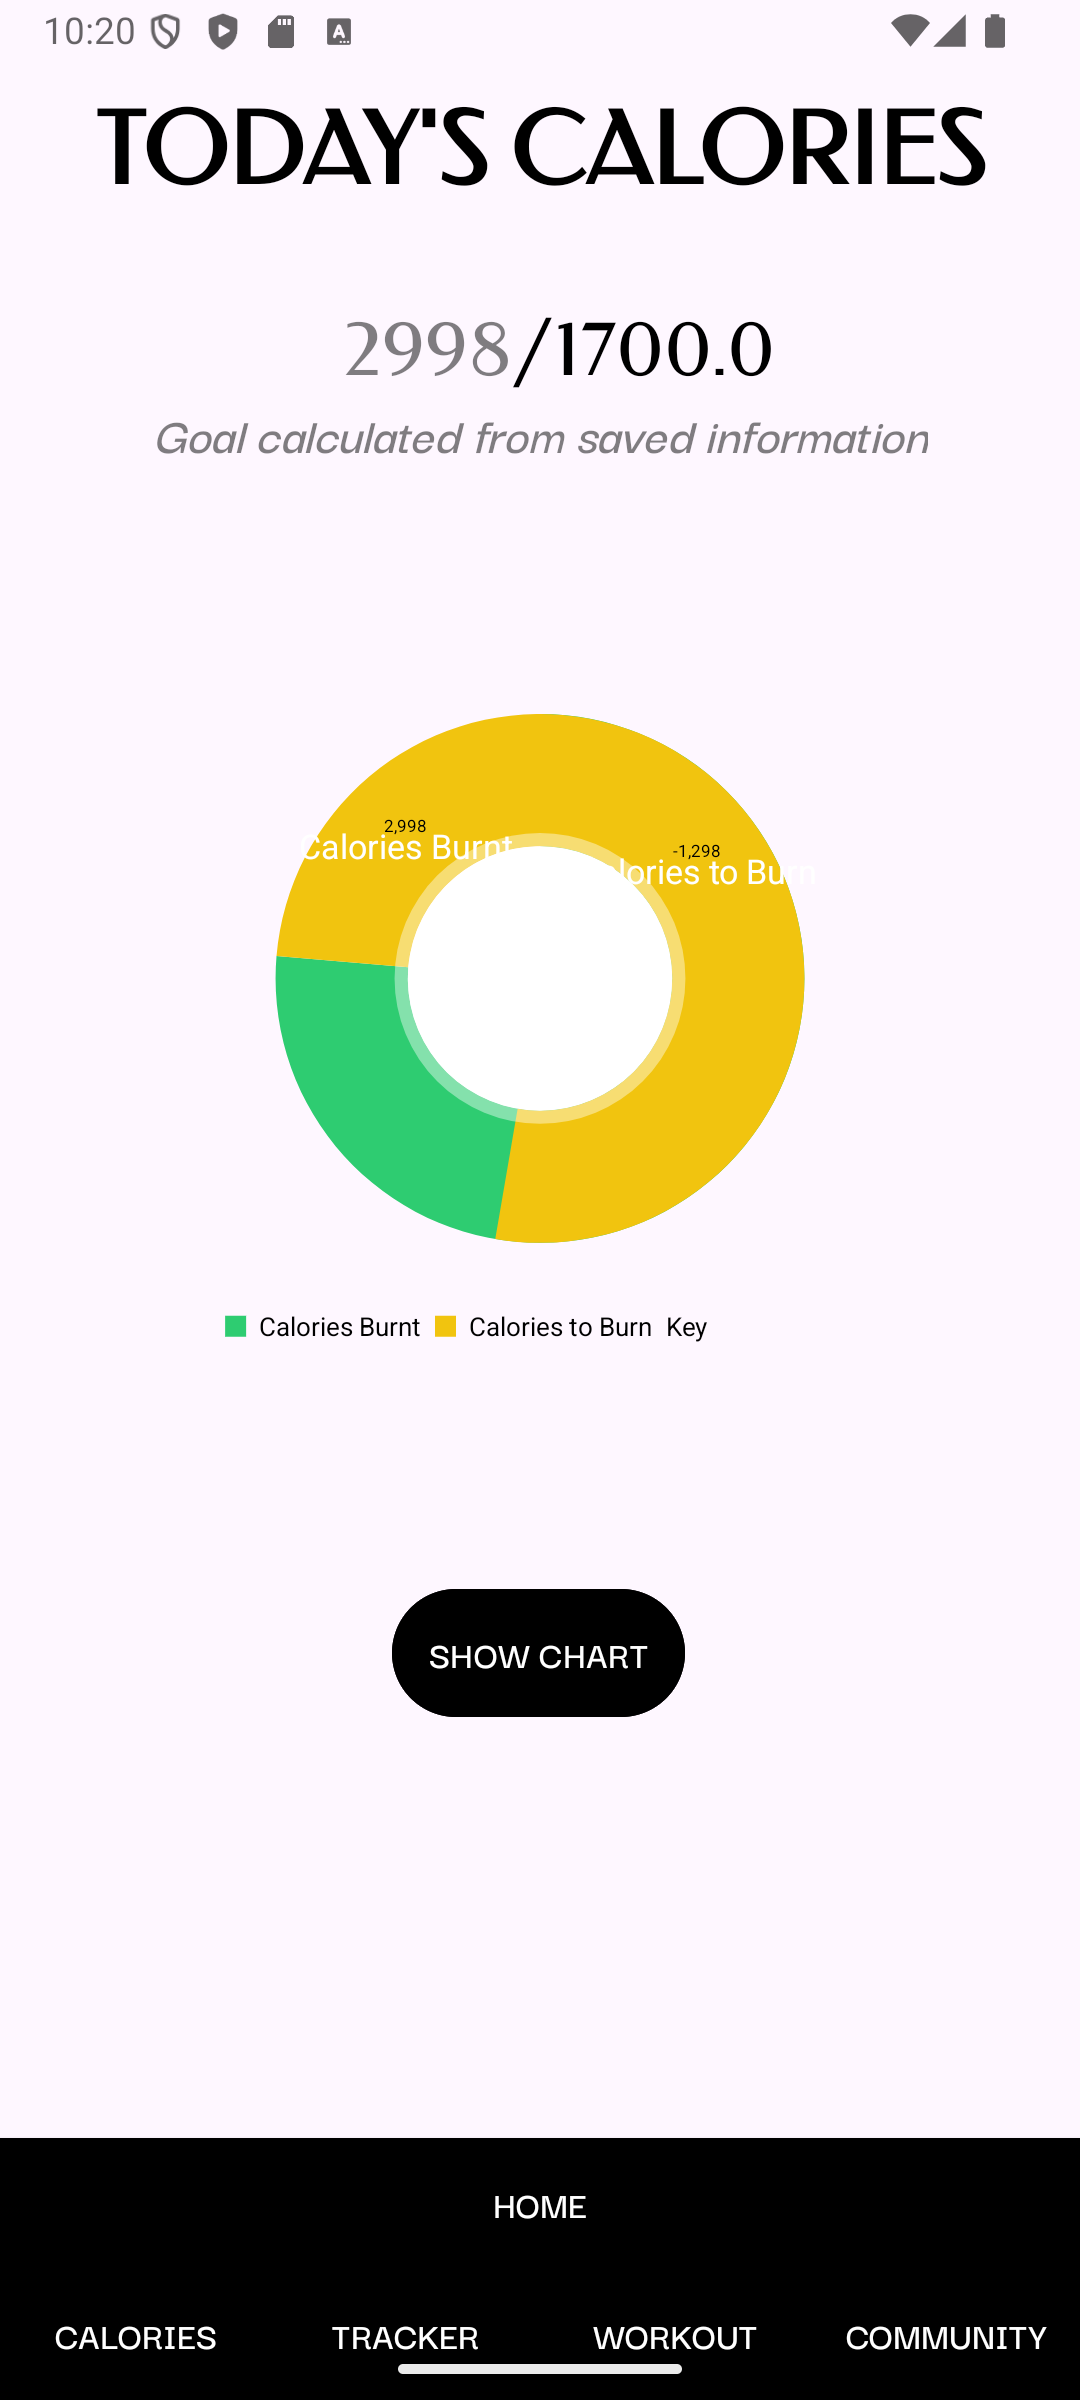 10:20
TODAY'S CALORIES
2998/1700.0
Goal calculated from saved information
2,998
Calories Burnt
-1,298
to Burn
Calories Burnt Calories to Burn Key
SHOW CHART
HOME
CALORIES TRACKER WORKOUT COMMUNITY